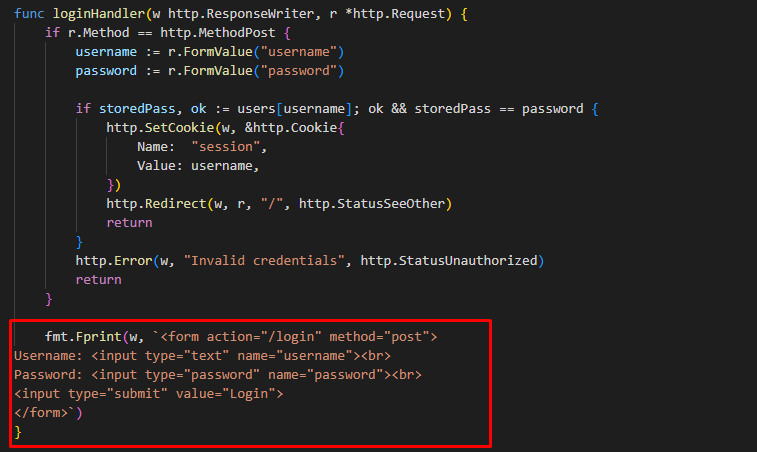 func loginHandler(w http.ResponseWriter, r *http.Request) {
    if r.Method == http.MethodPost {
        username := r.FormValue("username")
        password := r.FormValue("password")

        if storedPass, ok := users[username]; ok && storedPass == password {
            http.SetCookie(w, &http.Cookie{
                Name:  "session",
                Value: username,
            })
            http.Redirect(w, r, "/", http.StatusSeeOther)
            return
        }
        http.Error(w, "Invalid credentials", http.StatusUnauthorized)
        return
    }

    fmt.Fprint(w, `<form action="/login" method="post">
Username: <input type="text" name="username"><br>
Password: <input type="password" name="password"><br>
<input type="submit" value="Login">
</form>`)
}